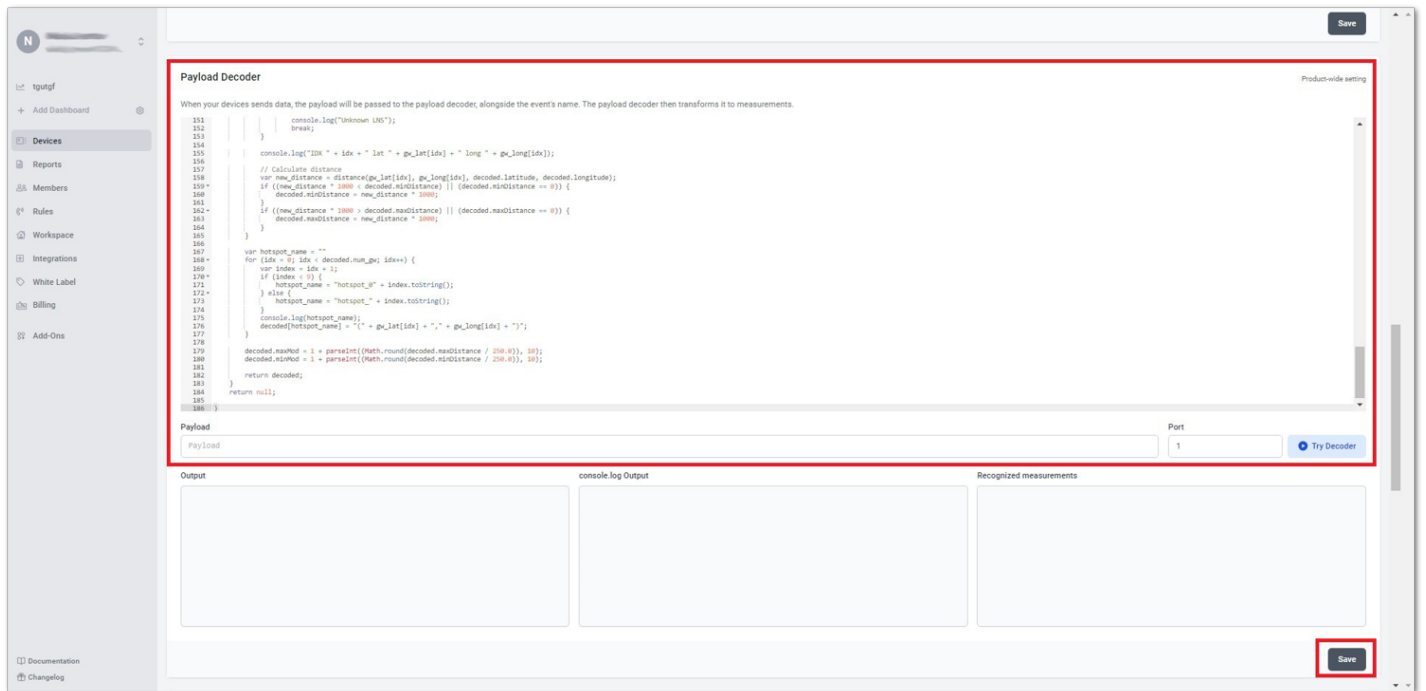 N
tgutgf
+ Add Dashboard
Devices
Reports
Members
Rules
Workspace
Integrations
White Label
Billing
Add-Ons
Documentation
Changelog
Save
Payload Decoder
Product-wide setting
When your devices sends data, the payload will be passed to the payload decoder, alongside the event's name. The payload decoder then transforms it to measurements.
151 console.log("Unknown LNS");
152 break;
153 }
154
155 console.log("IDX " + idx + " lat " + gw_lat[idx] + " long " + gw_long[idx]);
156
157 // Calculate distance
158 var new_distance = distance(gw_lat[idx], gw_long[idx], decoded.latitude, decoded.longitude);
159 if ((new_distance * 1000 < decoded.minDistance) || (decoded.minDistance == 0)) {
160 decoded.minDistance = new_distance * 1000;
161 }
162 if ((new_distance * 1000 > decoded.maxDistance) || (decoded.maxDistance == 0)) {
163 decoded.maxDistance = new_distance * 1000;
164 }
165 }
166
167 var hotspot_name = ""
168 for (idx = 0; idx < decoded.num_gw; idx++) {
169 var index = idx + 1;
170 if (index < 9) {
171 hotspot_name = "hotspot_0" + index.toString();
172 } else {
173 hotspot_name = "hotspot_" + index.toString();
174 }
175 console.log(hotspot_name);
176 decoded[hotspot_name] = "(" + gw_lat[idx] + "," + gw_long[idx] + ")";
177 }
178
179 decoded.maxMod = 1 + parseInt((Math.round(decoded.maxDistance / 250.0)), 10);
180 decoded.minMod = 1 + parseInt((Math.round(decoded.minDistance / 250.0)), 10);
181
182 return decoded;
183 }
184 return null;
185
186 }
Payload
Port
Payload
1
Try Decoder
Output
console.log Output
Recognized measurements
Save